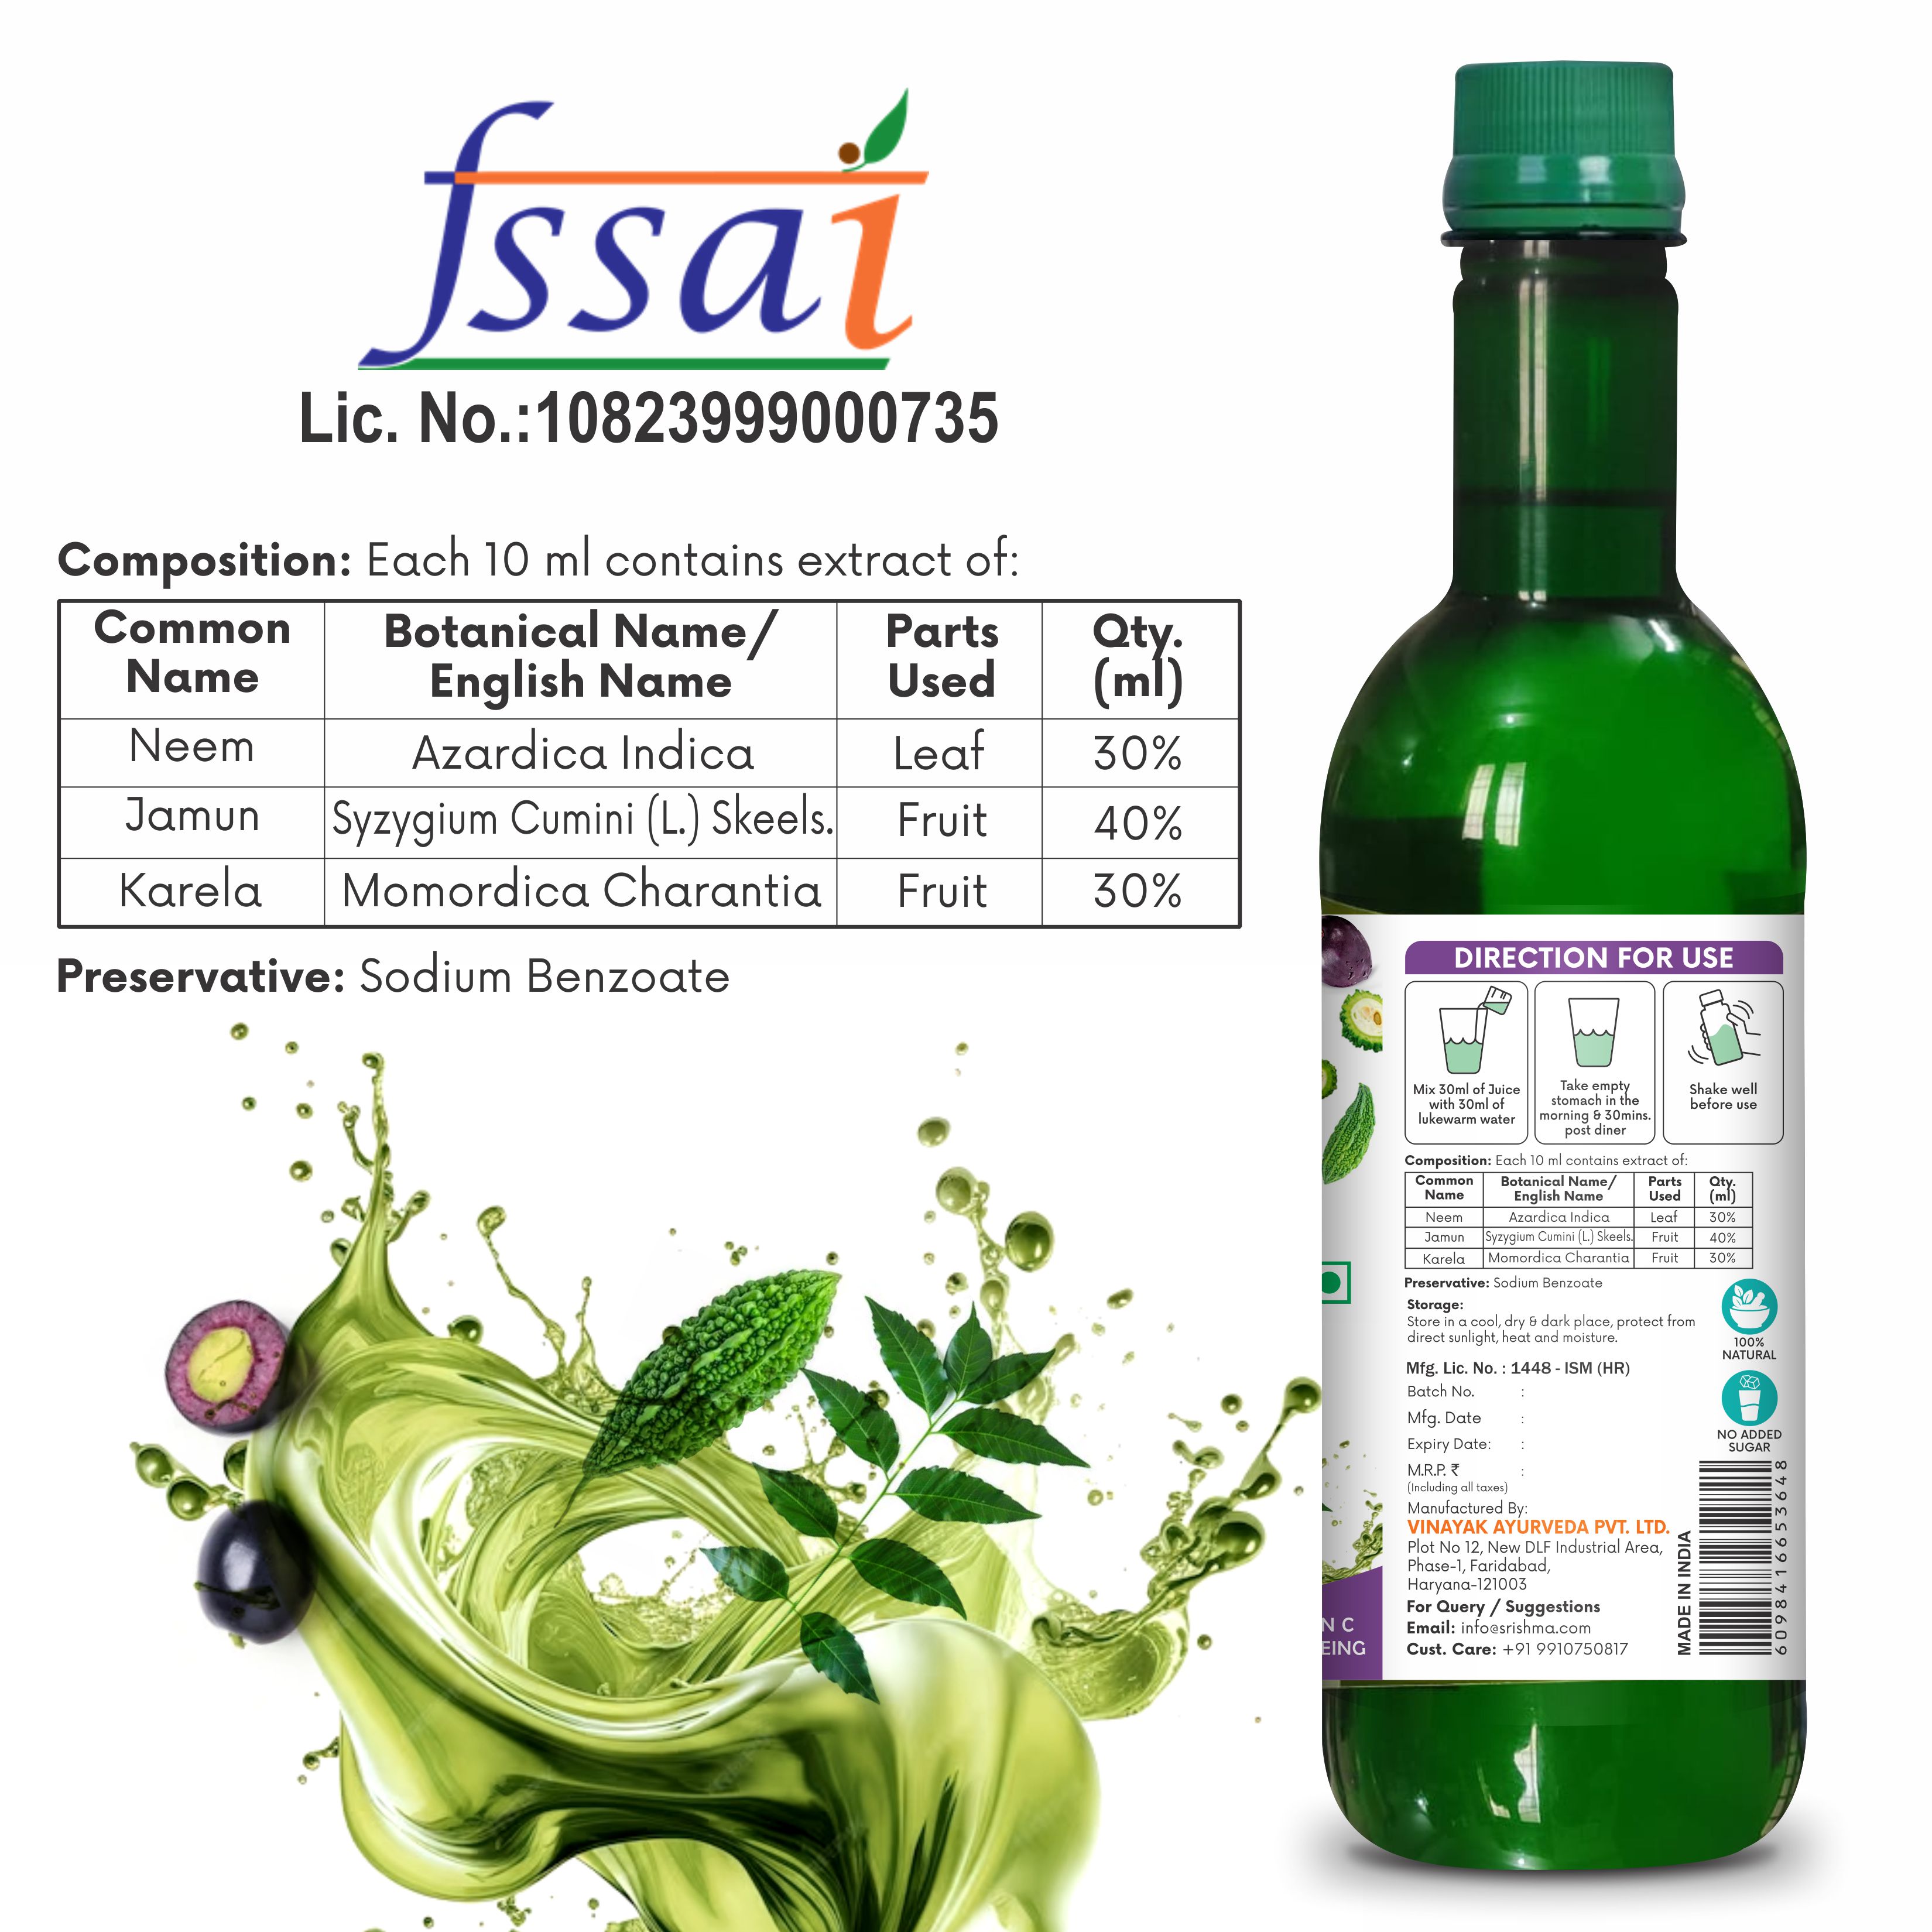 fssai
Lic. No.:10823999000735
Composition: Each 10 ml contains extract of:
Common Name | Botanical Name/ English Name | Parts Used | Qty. (ml)
Neem | Azardica Indica | Leaf | 30%
Jamun | Syzygium Cumini (L.) Skeels. | Fruit | 40%
Karela | Momordica Charantia | Fruit | 30%
Preservative: Sodium Benzoate
DIRECTION FOR USE
Mix 30ml of Juice
with 30ml of
lukewarm water
Take empty
stomach in the
morning & 30mins.
post diner
Shake well
before use
Composition: Each 10 ml contains extract of:
Common Name | Botanical Name/ English Name | Parts Used | Qty. (ml)
Neem | Azardica Indica | Leaf | 30%
Jamun | Syzygium Cumini (L.) Skeels. | Fruit | 40%
Karela | Momordica Charantia | Fruit | 30%
Preservative: Sodium Benzoate
Storage:
Store in a cool, dry & dark place, protect from
direct sunlight, heat and moisture.
100%
NATURAL
Mfg. Lic. No. : 1448 - ISM (HR)
Batch No. :
Mfg. Date :
Expiry Date: :
M.R.P. ₹ :
(Including all taxes)
NO ADDED
SUGAR
Manufactured By:
VINAYAK AYURVEDA PVT. LTD.
Plot No 12, New DLF Industrial Area,
Phase-1, Faridabad,
Haryana-121003
For Query / Suggestions
Email: info@srishma.com
Cust. Care: +91 9910750817
MADE IN INDIA
6098416653648
N C
EING